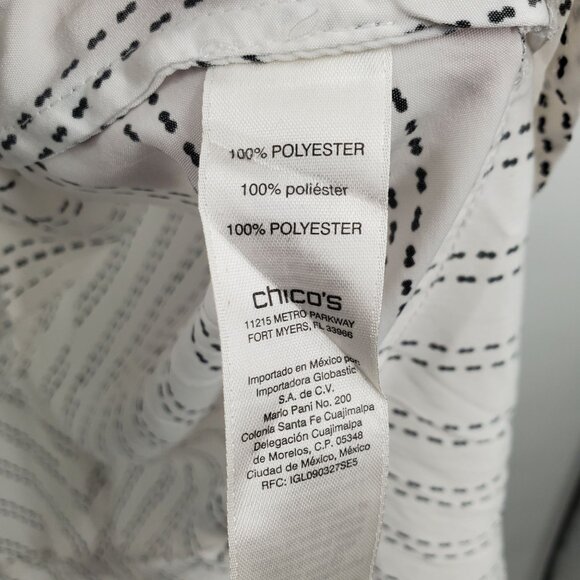 100% POLYESTER
100% poliéster
100% POLYESTER
chico's
11215 METRO PARKWAY
FORT MYERS, FL 33966
Importado en México por:
Importadora Globastic
S.A. de C.V.
Mario Pani No. 200
Colonia Santa Fe Cuajimalpa
Delegación Cuajimalpa
de Morelos, C.P. 05348
Ciudad de México, México
RFC: IGL090327SE5